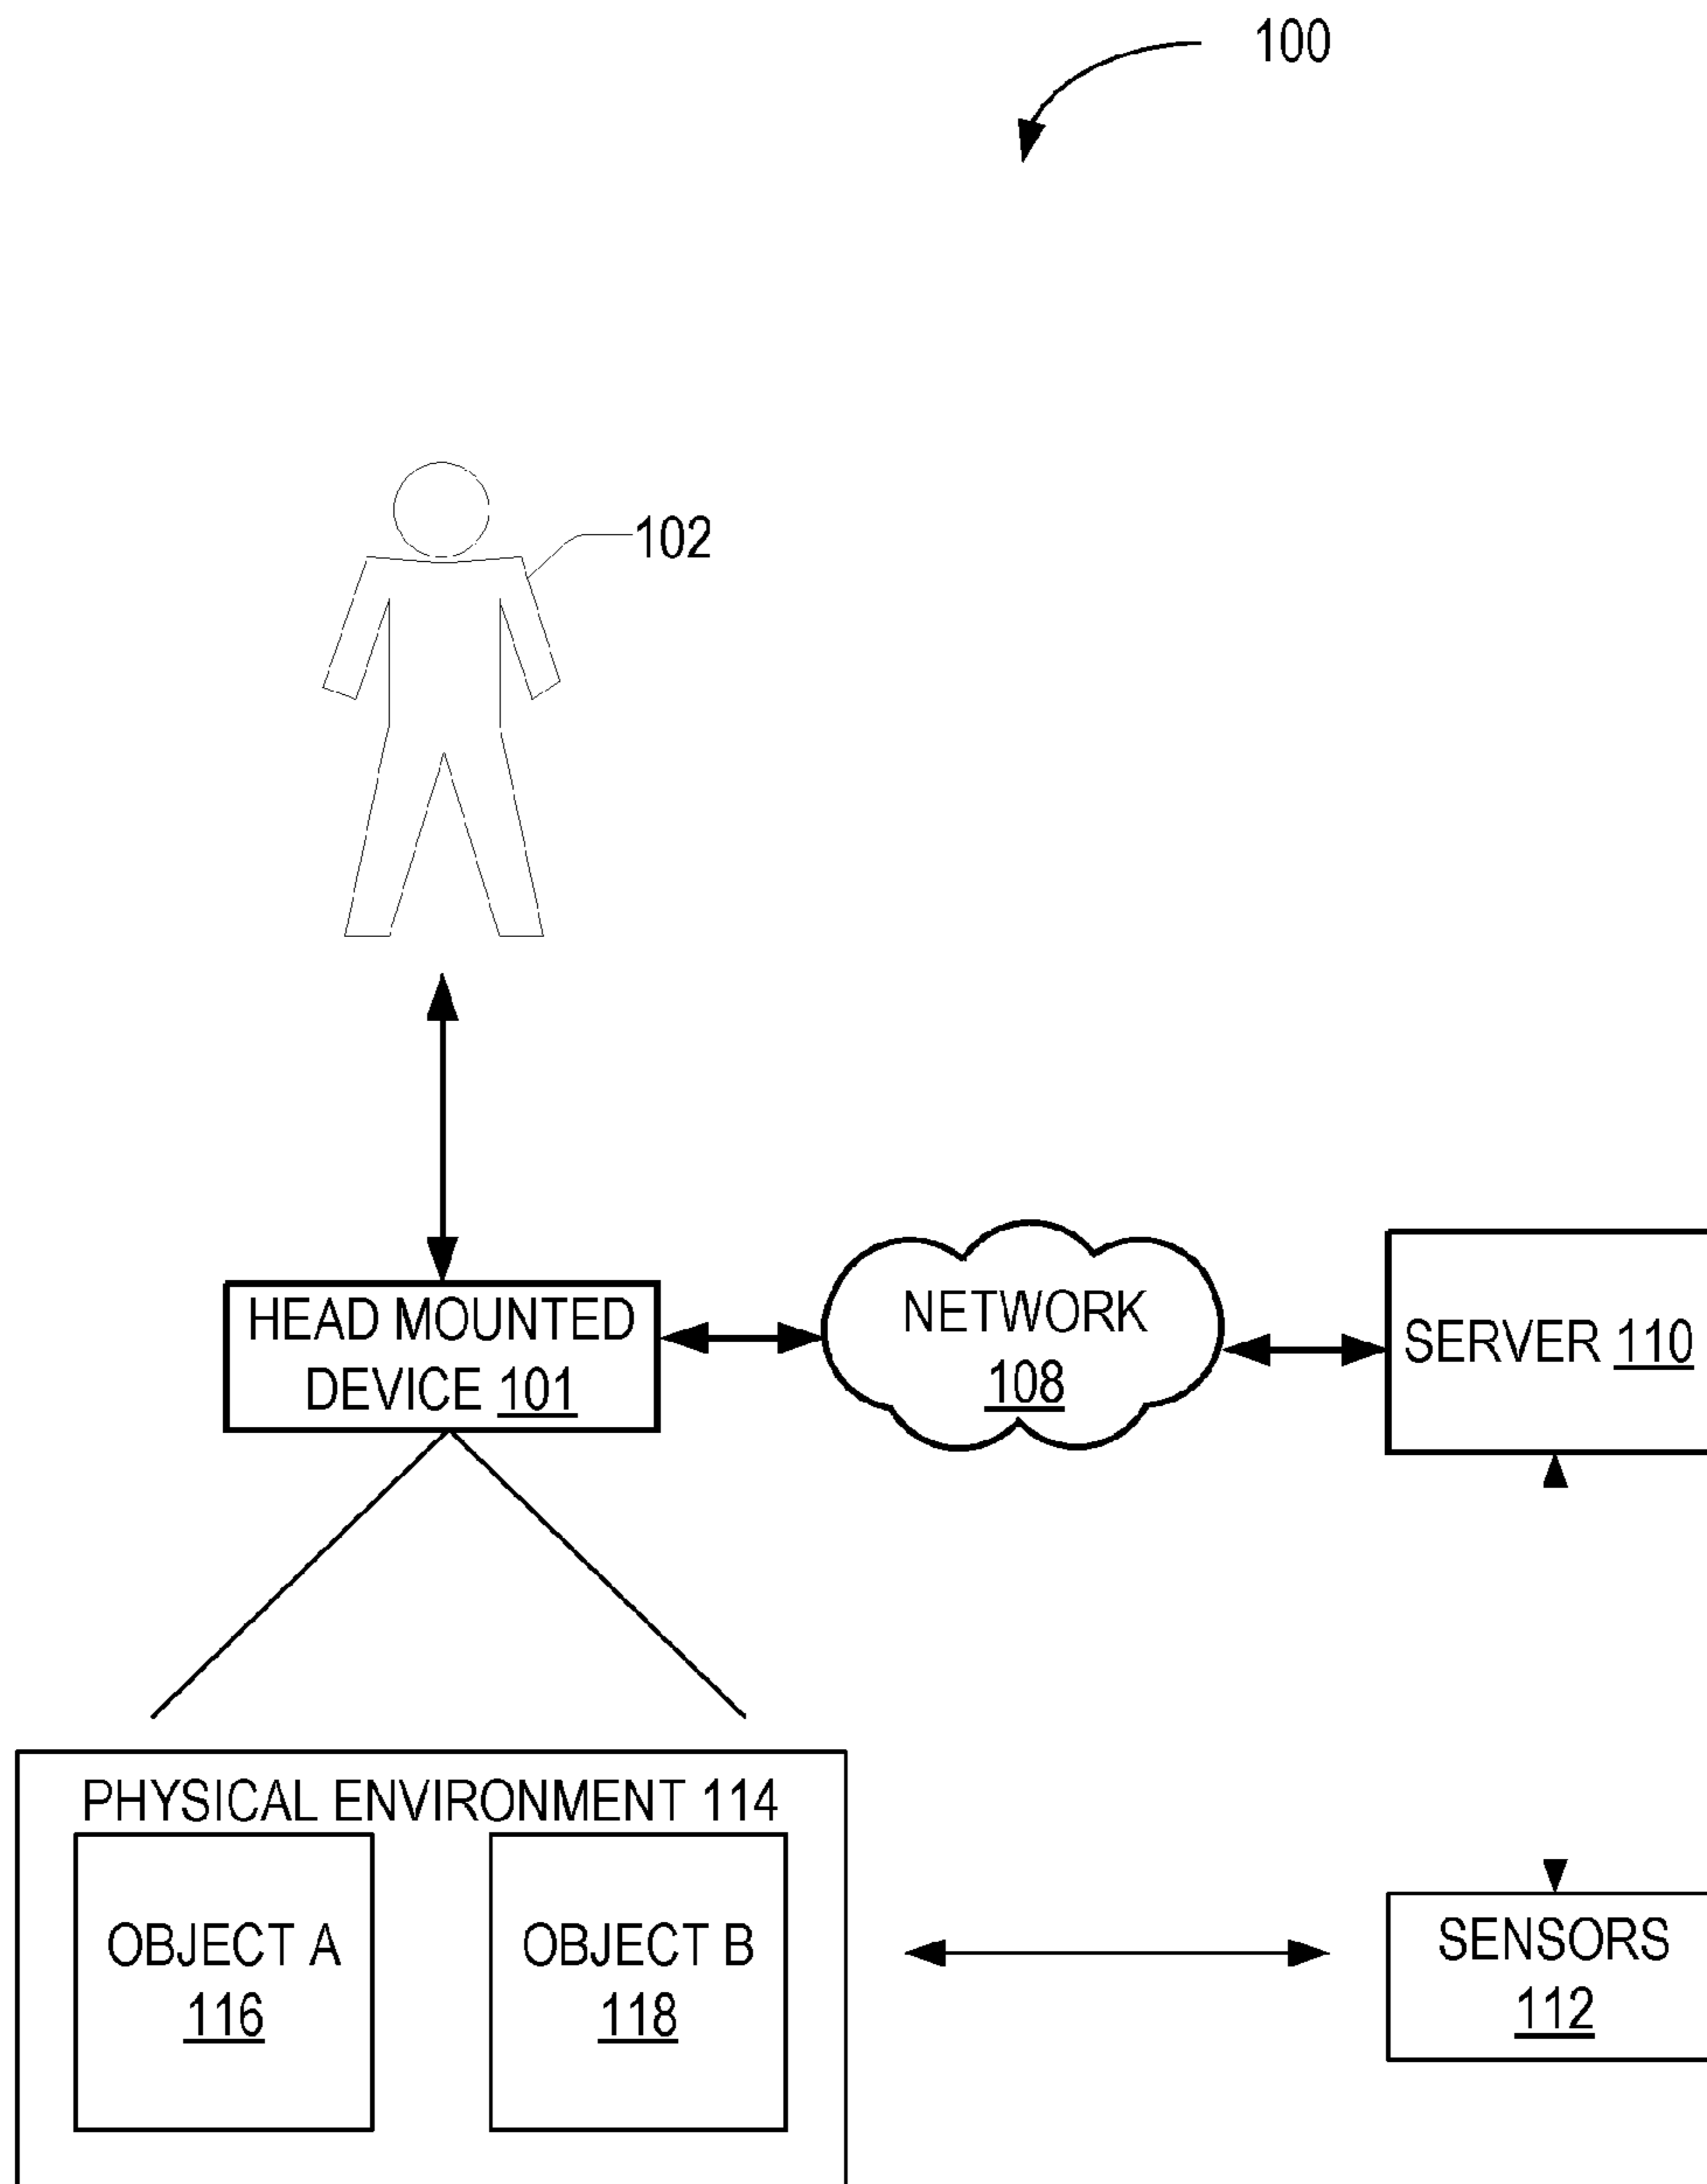 100
102
HEAD MOUNTED
DEVICE 101
NETWORK
108
SERVER 110
PHYSICAL ENVIRONMENT 114
OBJECT A
116
OBJECT B
118
SENSORS
112